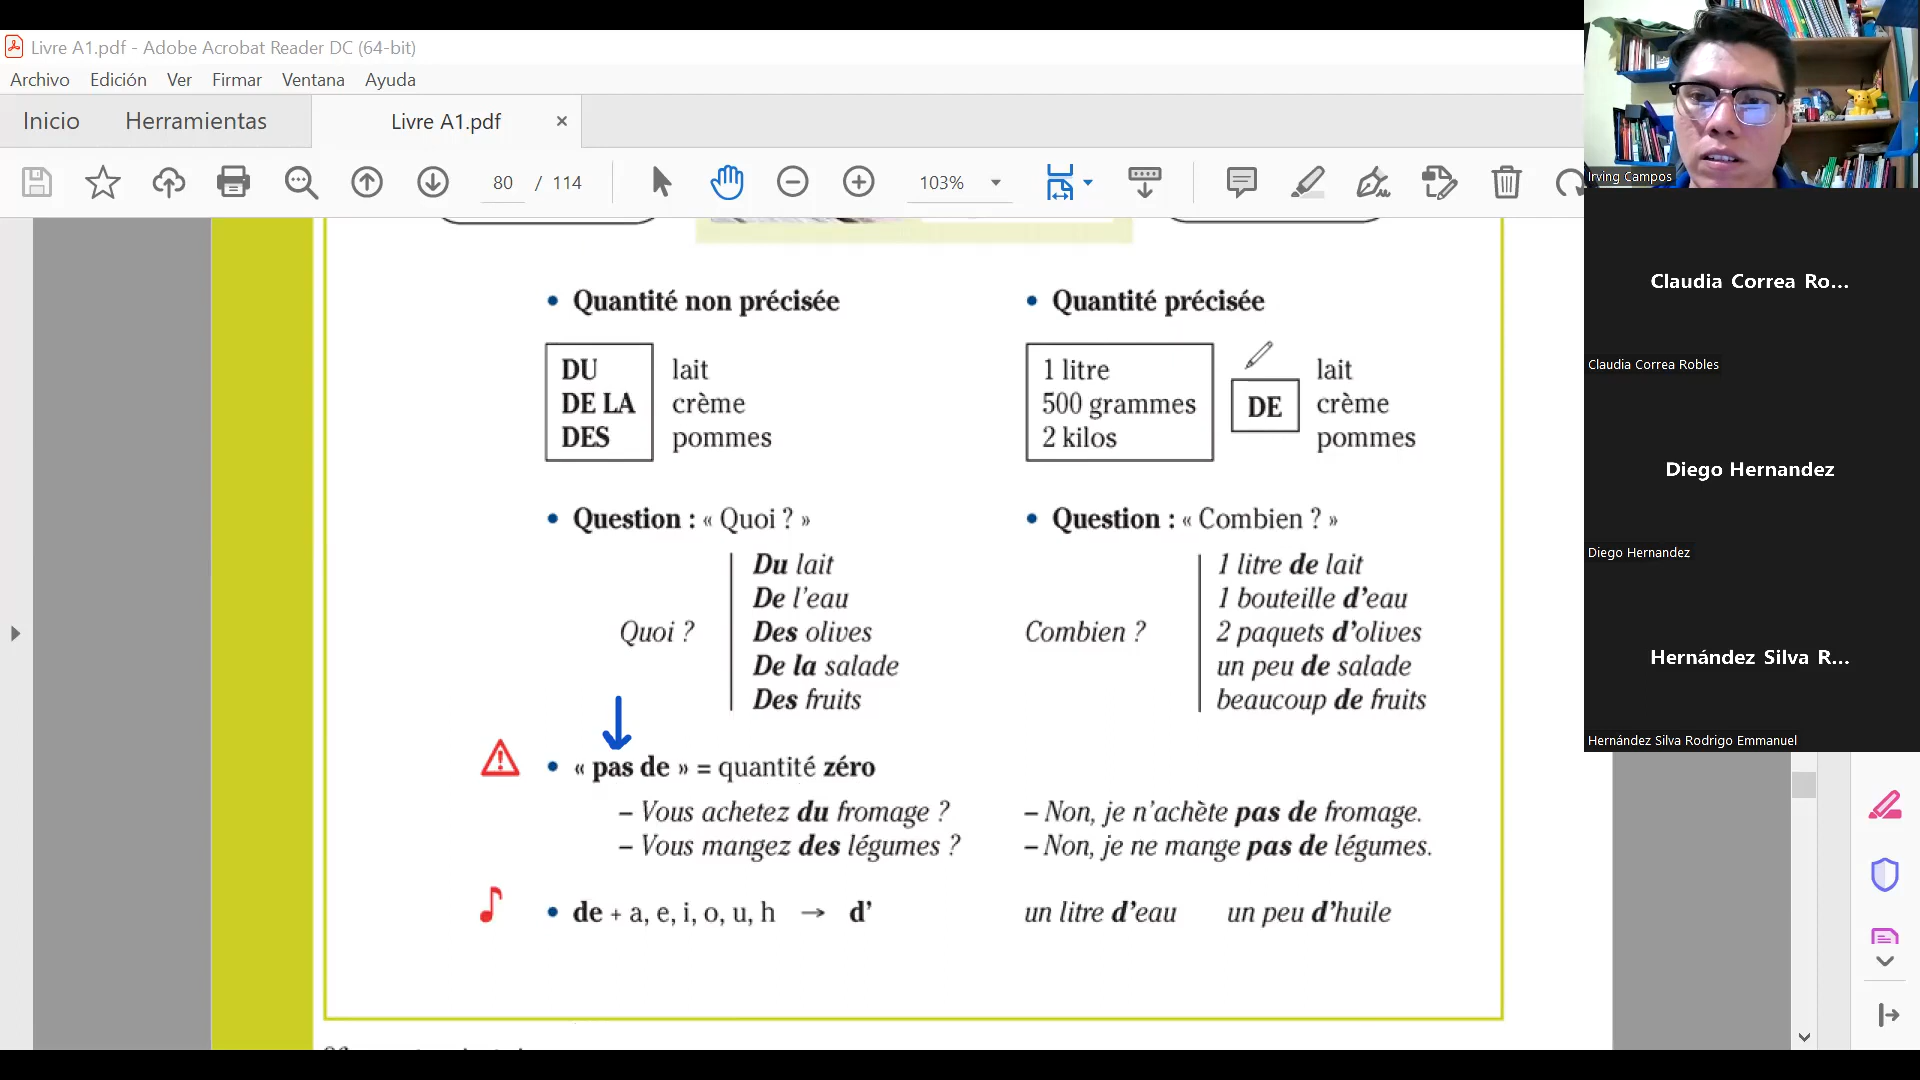 Livre A1.pdf - Adobe Acrobat Reader DC (64-bit)
Archivo Edición Ver Firmar Ventana Ayuda
Inicio Herramientas Livre A1.pdf ×
80 / 114 103%
• Quantité non précisée
DU lait
DE LA crème
DES pommes
• Quantité précisée
1 litre lait
500 grammes DE crème
2 kilos pommes
• Question : « Quoi ? »
Quoi ?
Du lait
De l'eau
Des olives
De la salade
Des fruits
• Question : « Combien ? »
Combien ?
1 litre de lait
1 bouteille d'eau
2 paquets d'olives
un peu de salade
beaucoup de fruits
• « pas de » = quantité zéro
– Vous achetez du fromage ? – Non, je n'achète pas de fromage.
– Vous mangez des légumes ? – Non, je ne mange pas de légumes.
• de + a, e, i, o, u, h → d' un litre d'eau un peu d'huile
Irving Campos
Claudia Correa Ro...
Claudia Correa Robles
Diego Hernandez
Diego Hernandez
Hernández Silva R...
Hernández Silva Rodrigo Emmanuel